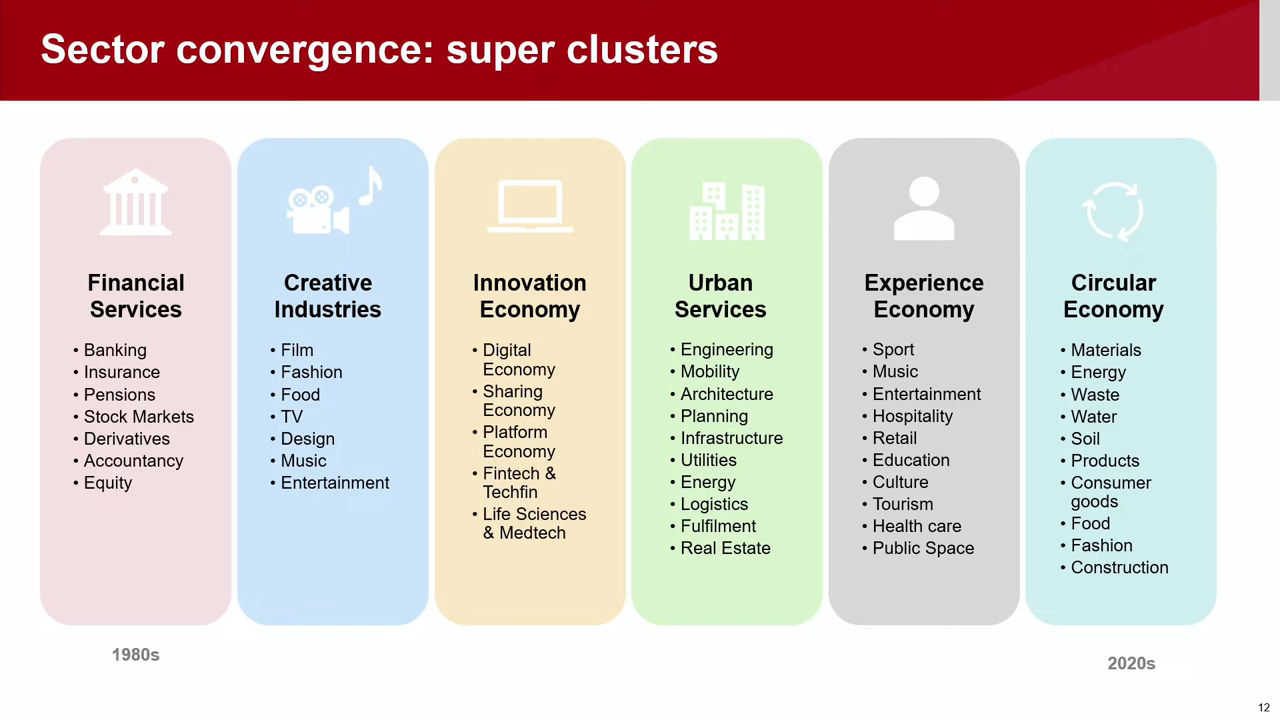 Sector convergence: super clusters
Financial
Services
• Banking
• Insurance
• Pensions
• Stock Markets
• Derivatives
• Accountancy
• Equity
Creative
Industries
• Film
• Fashion
• Food
• TV
• Design
• Music
• Entertainment
Innovation
Economy
• Digital
Economy
• Sharing
Economy
• Platform
Economy
• Fintech &
Techfin
• Life Sciences
& Medtech
Urban
Services
• Engineering
• Mobility
• Architecture
• Planning
• Infrastructure
• Utilities
• Energy
• Logistics
• Fulfilment
• Real Estate
Experience
Economy
• Sport
• Music
• Entertainment
• Hospitality
• Retail
• Education
• Culture
• Tourism
• Health care
• Public Space
Circular
Economy
• Materials
• Energy
• Waste
• Water
• Soil
• Products
• Consumer
goods
• Food
• Fashion
• Construction
1980s
2020s
12